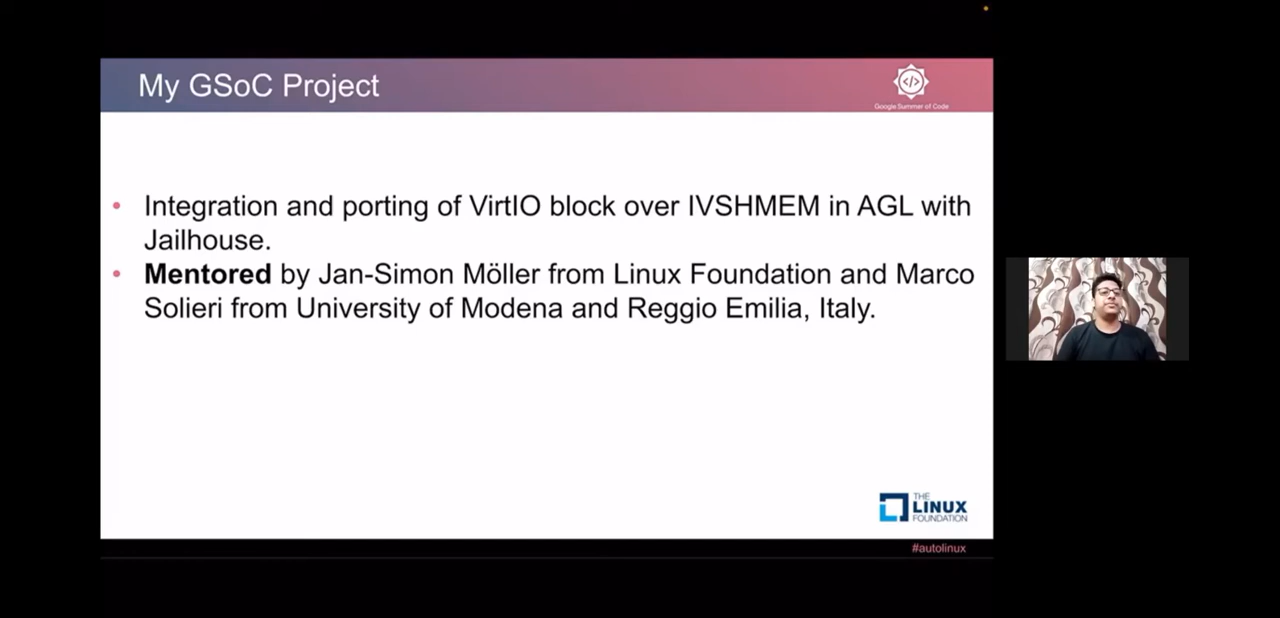 My GSoC Project
</>
Google Summer of Code
• Integration and porting of VirtIO block over IVSHMEM in AGL with
Jailhouse.
• Mentored by Jan-Simon Möller from Linux Foundation and Marco
Solieri from University of Modena and Reggio Emilia, Italy.
THE
LINUX
FOUNDATION
#autolinux